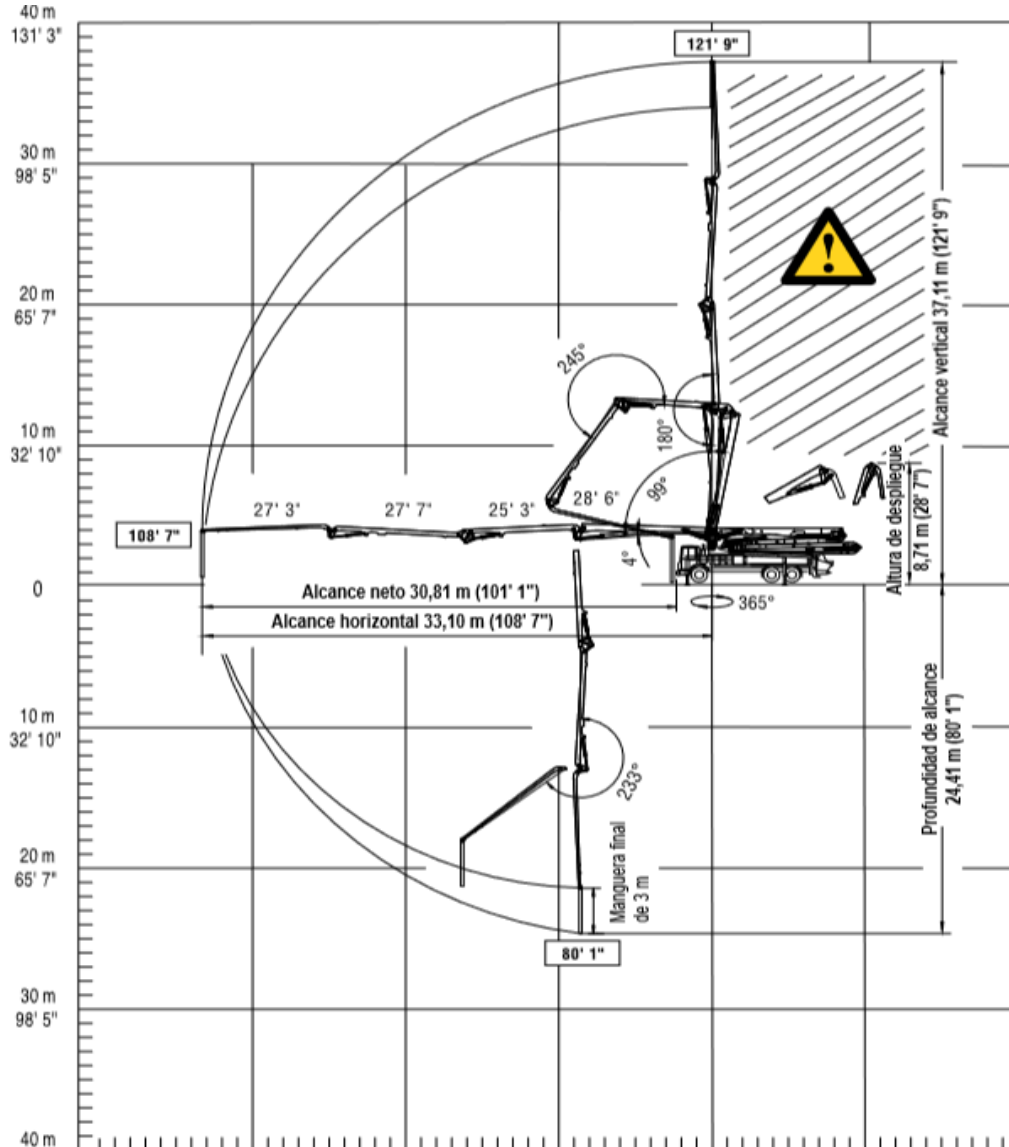 40 m
131' 3"
121' 9"
30 m
98' 5"
20 m
65' 7"
Alcance vertical 37,11 m (121' 9")
245°
180°
10 m
32' 10"
99°
27' 3"
27' 7"
25' 3"
28' 6"
108' 7"
4°
Altura de despliegue
8,71 m (28' 7")
0
Alcance neto 30,81 m (101' 1")
365°
Alcance horizontal 33,10 m (108' 7")
10 m
32' 10"
233°
Profundidad de alcance
24,41 m (80' 1")
20 m
65' 7"
Manguera final
de 3 m
80' 1"
30 m
98' 5"
40 m